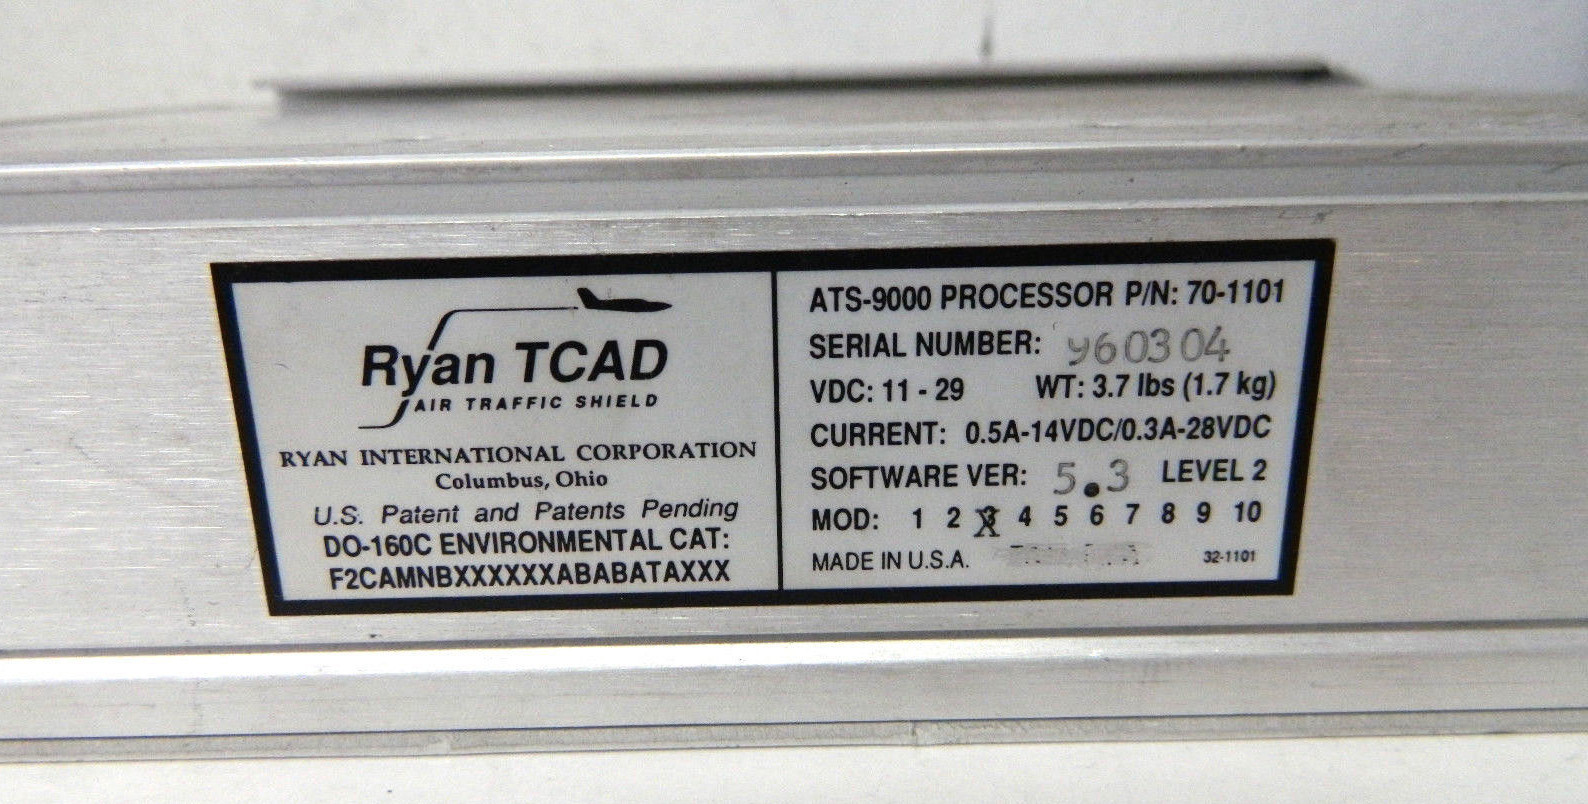 Ryan TCAD
AIR TRAFFIC SHIELD
RYAN INTERNATIONAL CORPORATION
Columbus, Ohio
U.S. Patent and Patents Pending
DO-160C ENVIRONMENTAL CAT:
F2CAMNBXXXXXXABABATAXXX
ATS-9000 PROCESSOR P/N: 70-1101
SERIAL NUMBER: 960304
VDC: 11 - 29 WT: 3.7 lbs (1.7 kg)
CURRENT: 0.5A-14VDC/0.3A-28VDC
SOFTWARE VER: 5.3 LEVEL 2
MOD: 1 2 3 4 5 6 7 8 9 10
MADE IN U.S.A. 32-1101